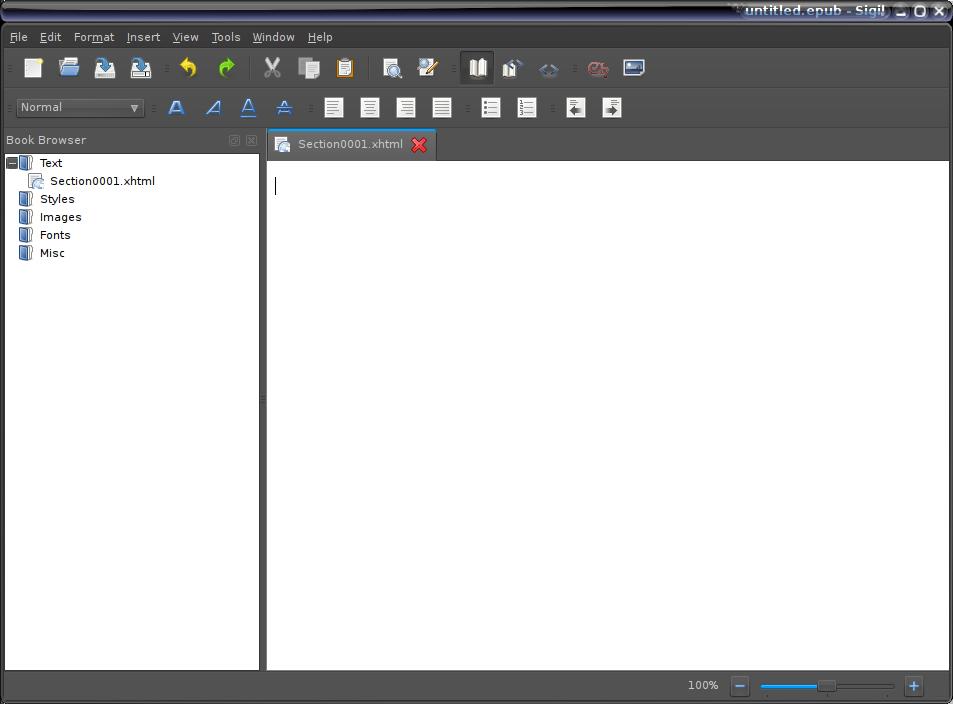 untitled.epub - Sigil
File Edit Format Insert View Tools Window Help
Normal
Book Browser
Section0001.xhtml
Text
Section0001.xhtml
Styles
Images
Fonts
Misc
100%